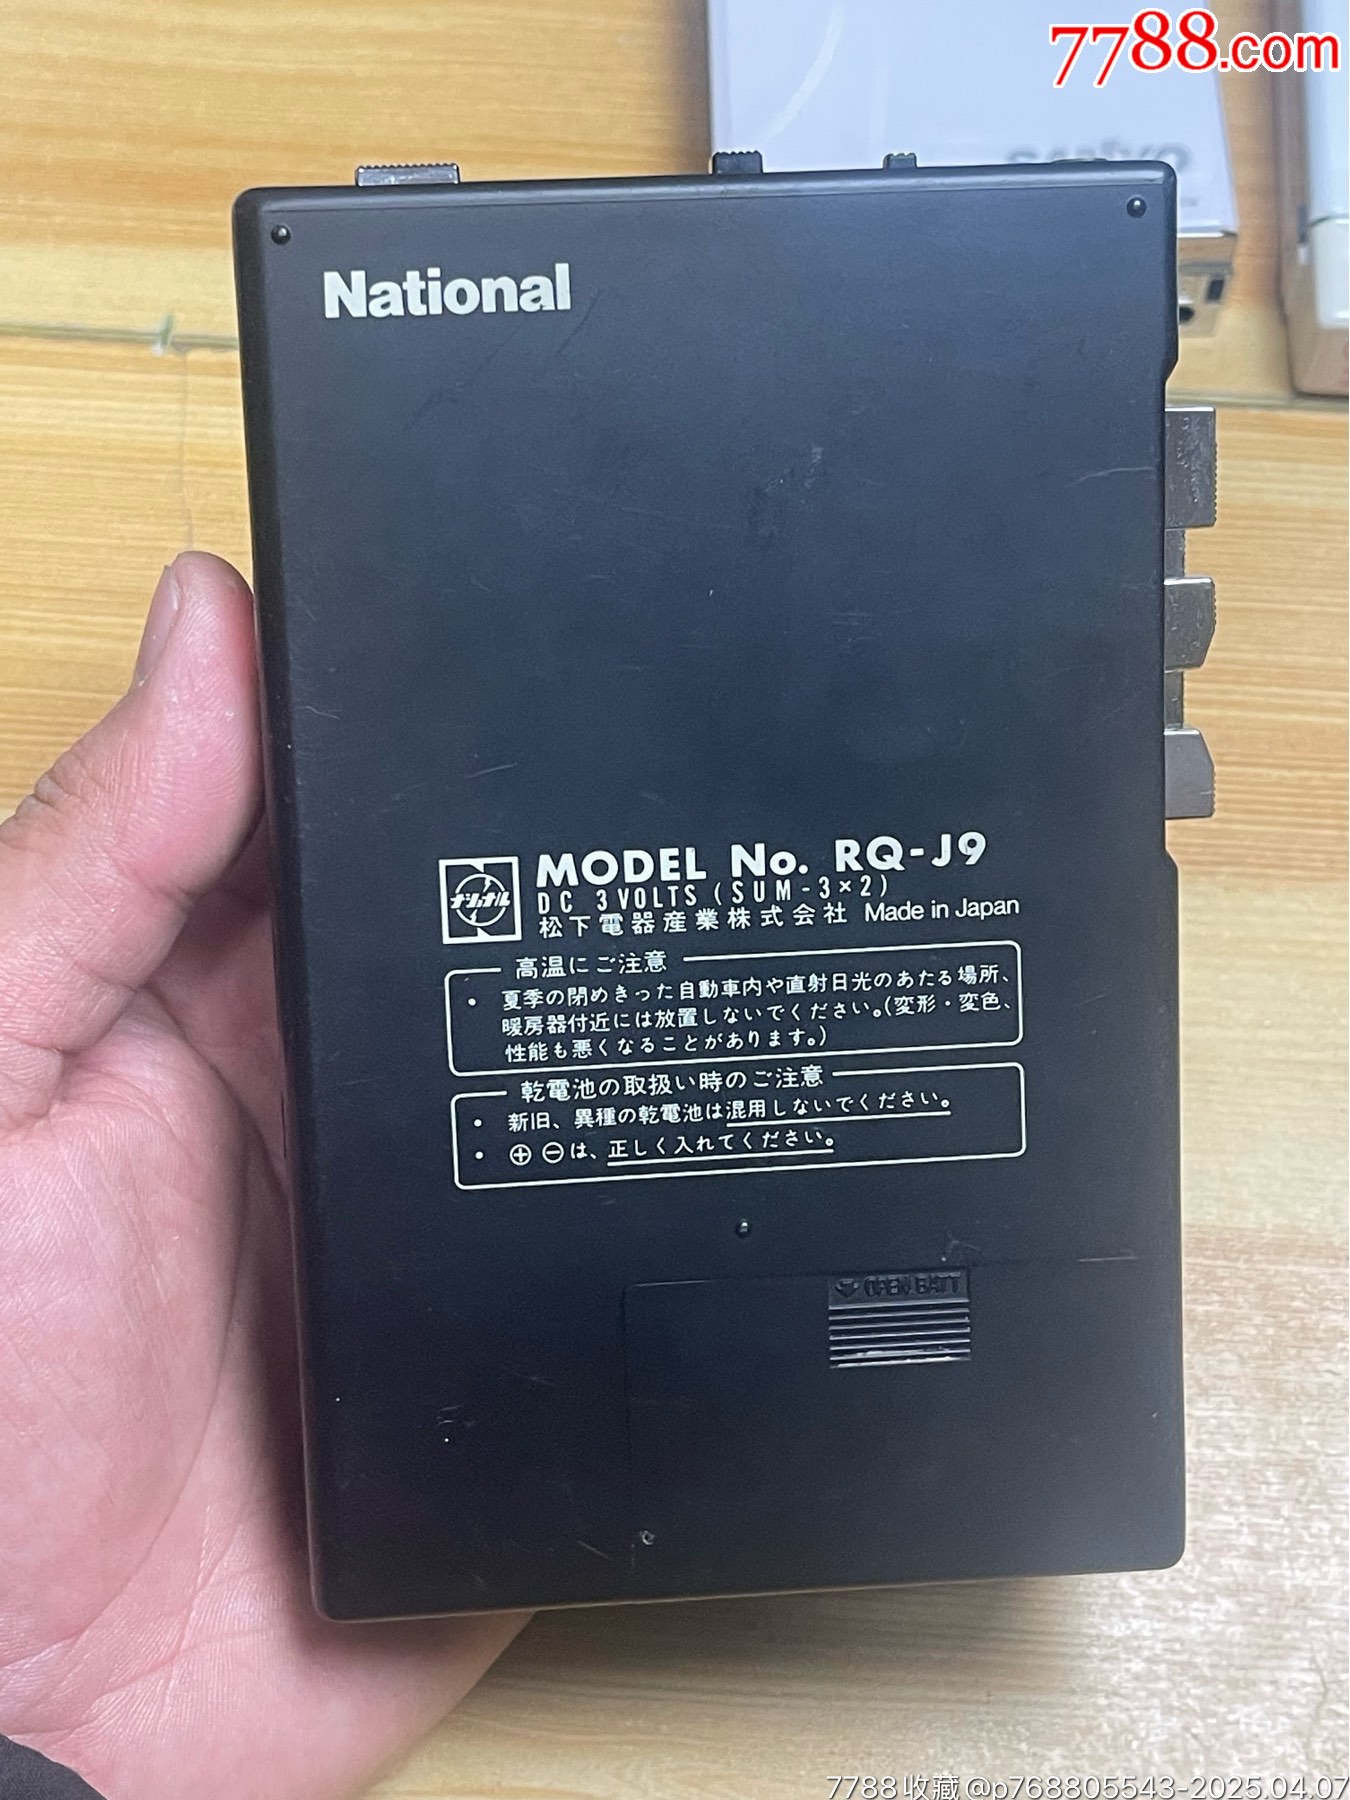 7788.com
SANYO
National
ナショナル
MODEL No. RQ-J9
DC 3VOLTS (SUM-3×2)
松下電器産業株式会社 Made in Japan
高温にご注意
• 夏季の閉めきった自動車内や直射日光のあたる場所、
暖房器付近には放置しないでください。(変形・変色、
性能も悪くなることがあります。)
乾電池の取扱い時のご注意
• 新旧、異種の乾電池は混用しないでください。
• ⊕ ⊖は、正しく入れてください。
OPEN BATT
7788收藏@p768805543-2025.04.07